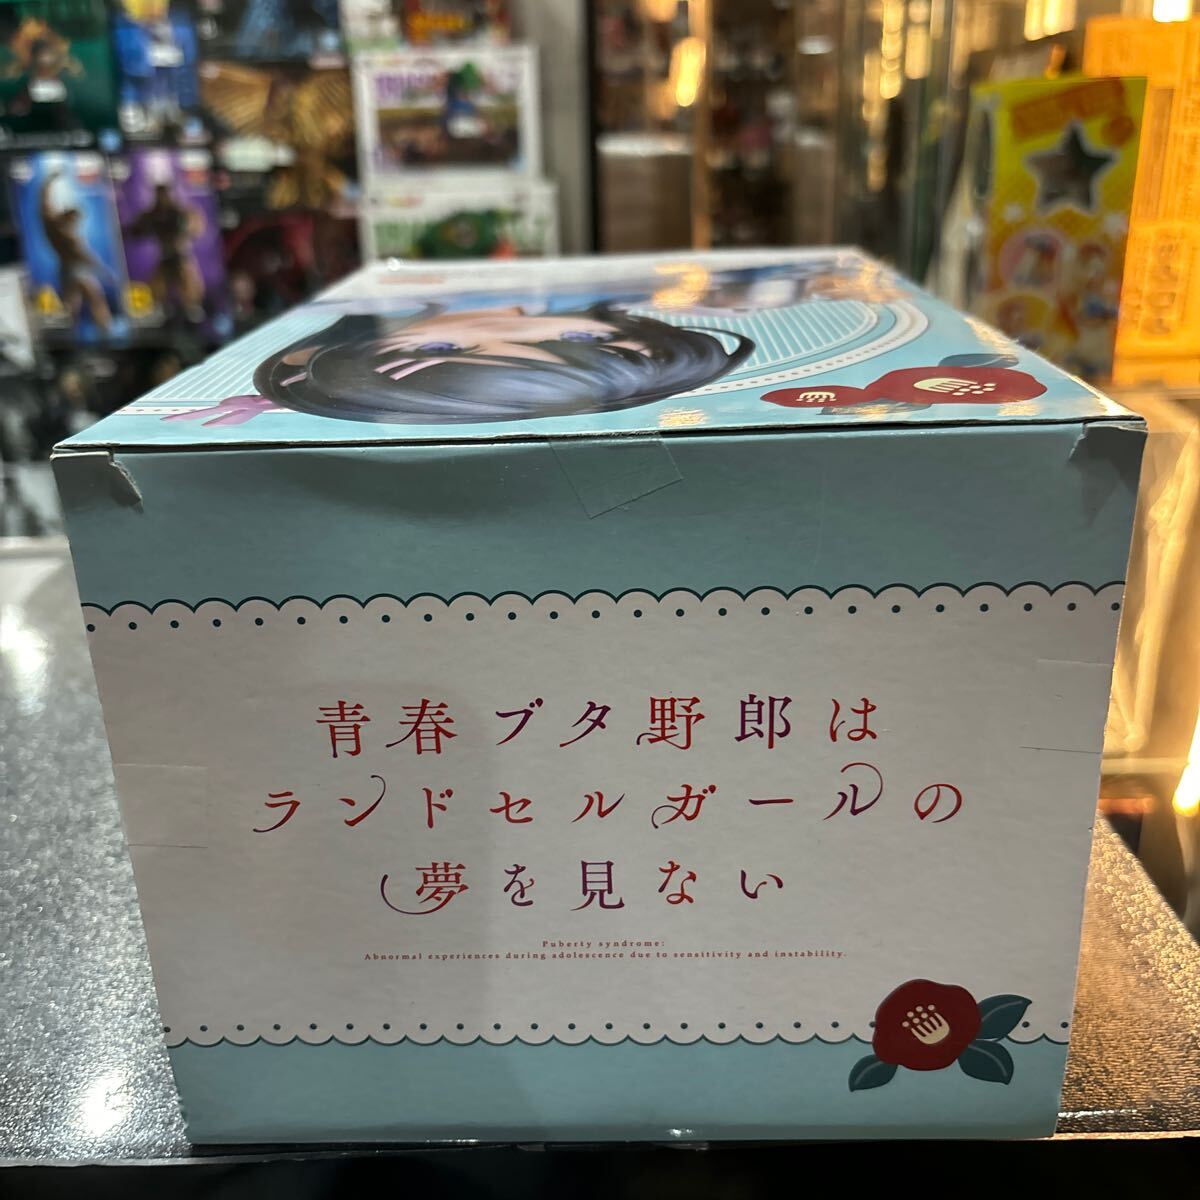 青春ブタ野郎は
ランドセルガールの
夢を見ない
Puberty syndrome:
Abnormal experiences during adolescence due to sensitivity and instability.